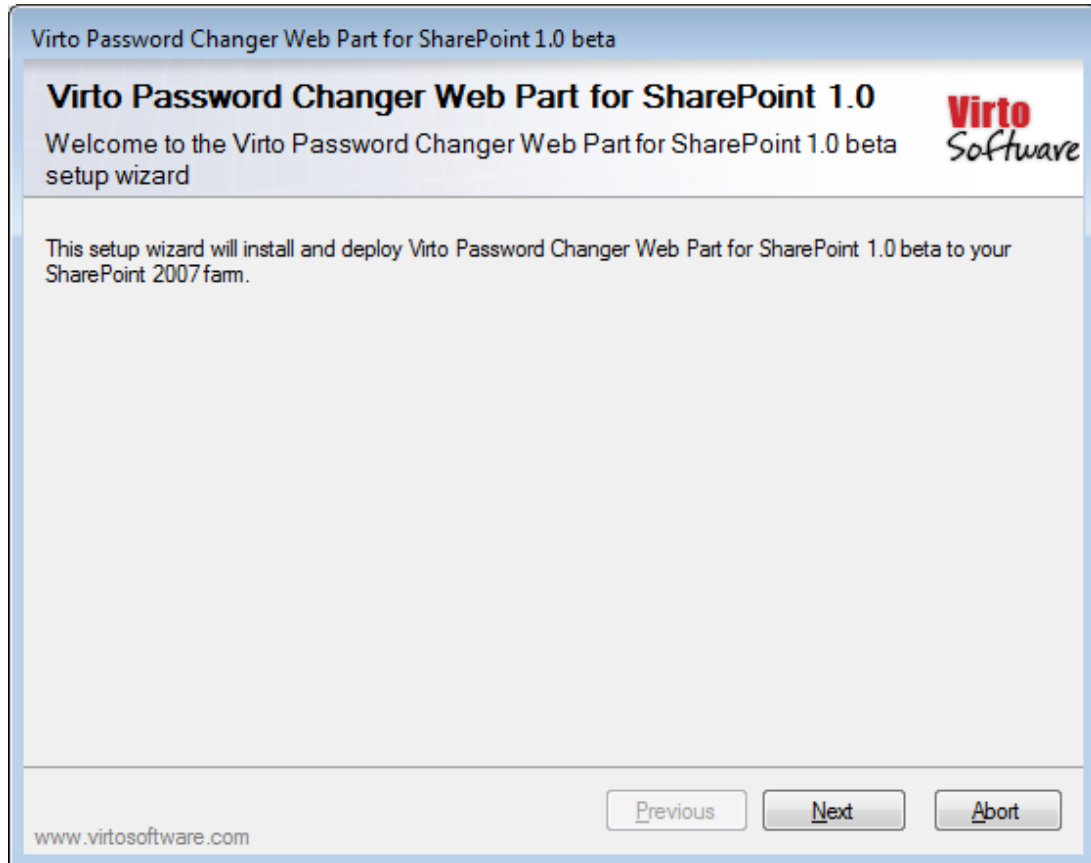 Virto Password Changer Web Part for SharePoint 1.0 beta
Virto Password Changer Web Part for SharePoint 1.0
Welcome to the Virto Password Changer Web Part for SharePoint 1.0 beta
setup wizard
Virto
Software
This setup wizard will install and deploy Virto Password Changer Web Part for SharePoint 1.0 beta to your
SharePoint 2007 farm.
Previous
Next
Abort
www.virtosoftware.com